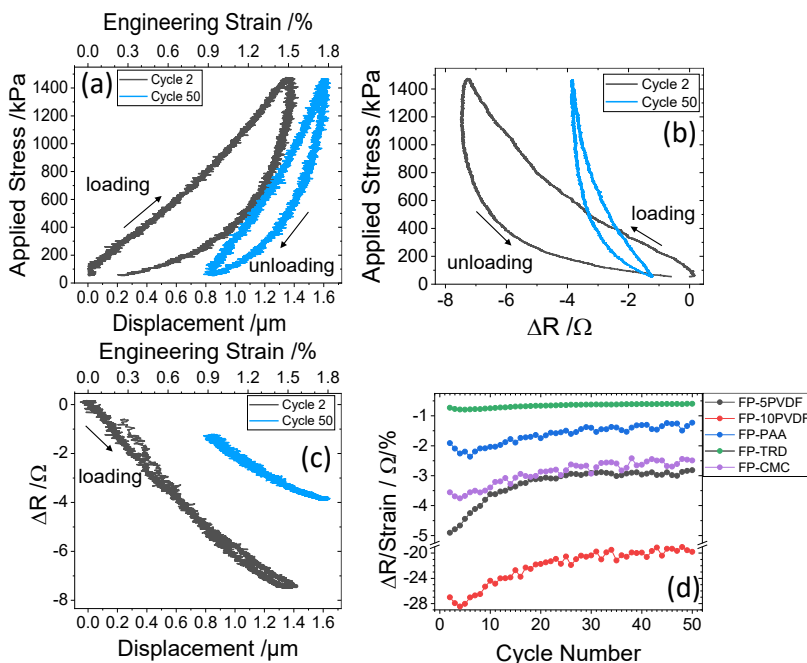 Engineering Strain /%
0.0 0.3 0.6 0.9 1.2 1.5 1.8
(a)
Cycle 2
Cycle 50
loading
unloading
Applied Stress /kPa
1400
1200
1000
800
600
400
200
0
0.0 0.2 0.4 0.6 0.8 1.0 1.2 1.4 1.6
Displacement /µm
(b)
Cycle 2
Cycle 50
loading
unloading
Applied Stress /kPa
1400
1200
1000
800
600
400
200
0
-8 -6 -4 -2 0
ΔR /Ω
Engineering Strain /%
0.0 0.3 0.6 0.9 1.2 1.5 1.8
Cycle 2
Cycle 50
(c)
loading
ΔR /Ω
0
-2
-4
-6
-8
0.0 0.2 0.4 0.6 0.8 1.0 1.2 1.4 1.6
Displacement /µm
FP-5PVDF
FP-10PVDF
FP-PAA
FP-TRD
FP-CMC
ΔR/Strain / Ω/%
-1
-2
-3
-4
-5
-20
-24
-28
(d)
0 10 20 30 40 50
Cycle Number